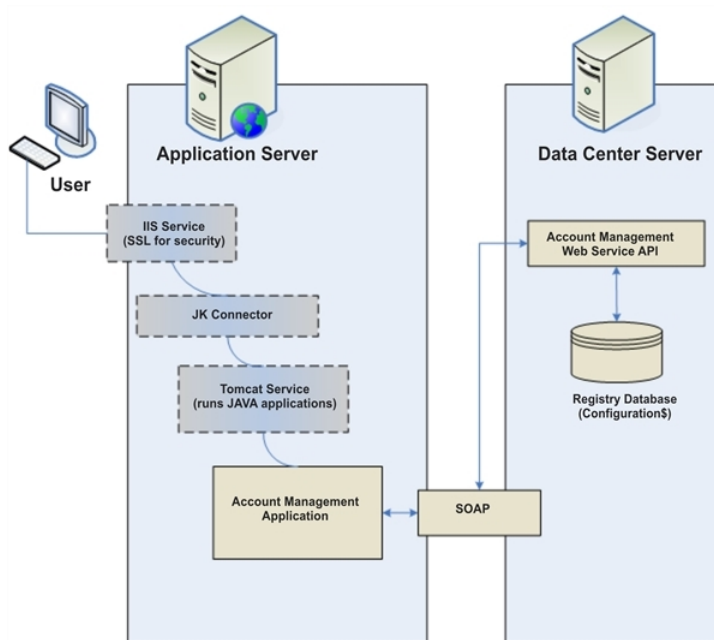 Application Server
Data Center Server
User
IIS Service
(SSL for security)
JK Connector
Tomcat Service
(runs JAVA applications)
Account Management
Application
SOAP
Account Management
Web Service API
Registry Database
(Configuration$)